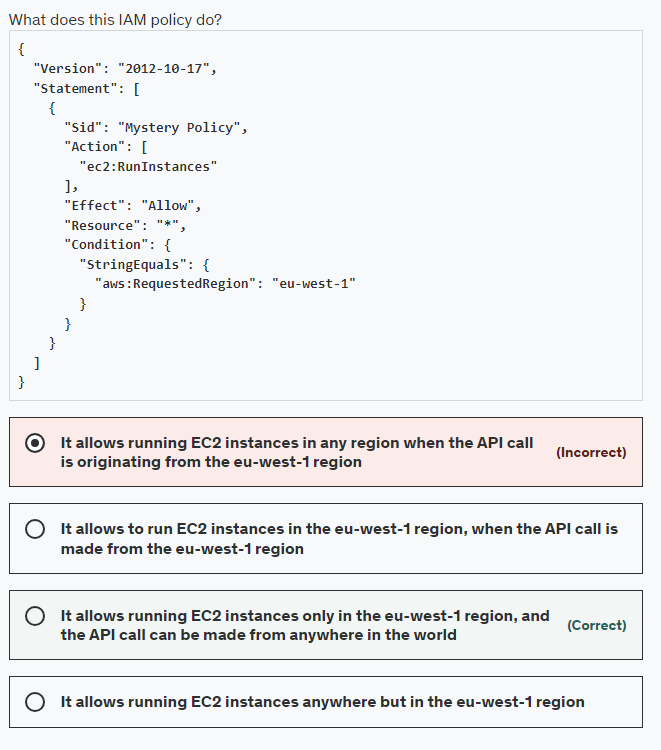 What does this IAM policy do?
{
  "Version": "2012-10-17",
  "Statement": [
    {
      "Sid": "Mystery Policy",
      "Action": [
        "ec2:RunInstances"
      ],
      "Effect": "Allow",
      "Resource": "*",
      "Condition": {
        "StringEquals": {
          "aws:RequestedRegion": "eu-west-1"
        }
      }
    }
  ]
}
It allows running EC2 instances in any region when the API call
is originating from the eu-west-1 region
(Incorrect)
It allows to run EC2 instances in the eu-west-1 region, when the API call is
made from the eu-west-1 region
It allows running EC2 instances only in the eu-west-1 region, and
the API call can be made from anywhere in the world
(Correct)
It allows running EC2 instances anywhere but in the eu-west-1 region